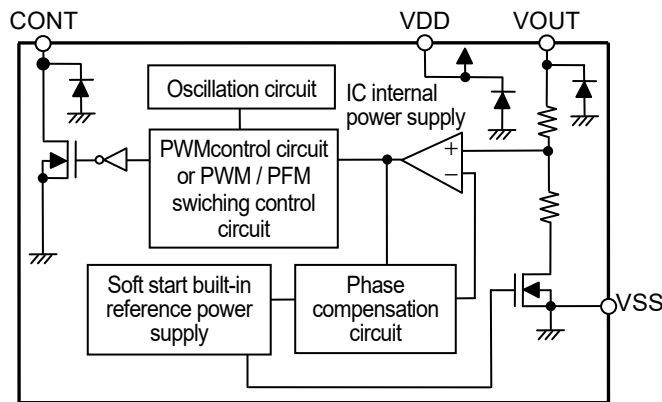 CONT
VDD
VOUT
Oscillation circuit
IC internal
power supply
PWMcontrol circuit
or PWM / PFM
swiching control
circuit
+
−
Soft start built-in
reference power
supply
Phase
compensation
circuit
VSS